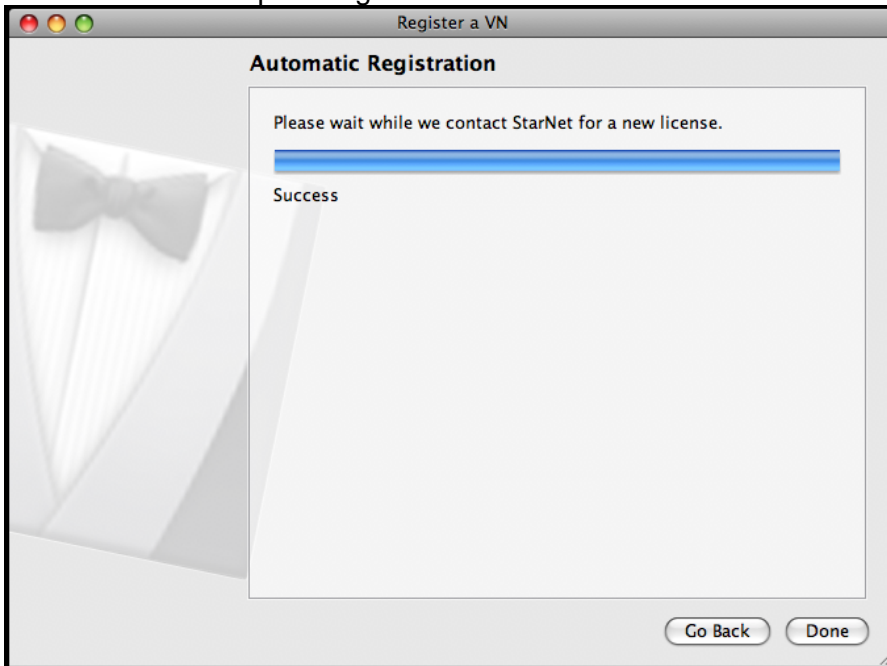 Register a VN
Automatic Registration
Please wait while we contact StarNet for a new license.
Success
Go Back
Done